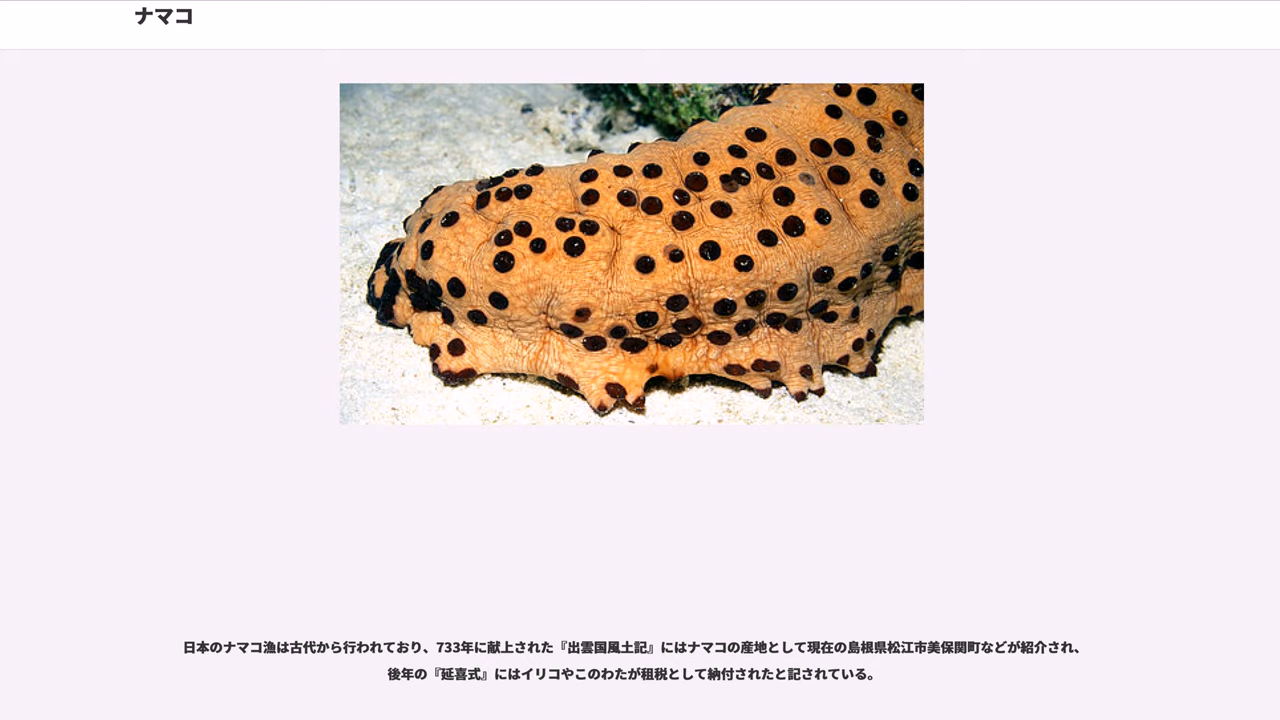 ナマコ
日本のナマコ漁は古代から行われており、733年に献上された『出雲国風土記』にはナマコの産地として現在の島根県松江市美保関町などが紹介され、
後年の『延喜式』にはイリコやこのわたが租税として納付されたと記されている。